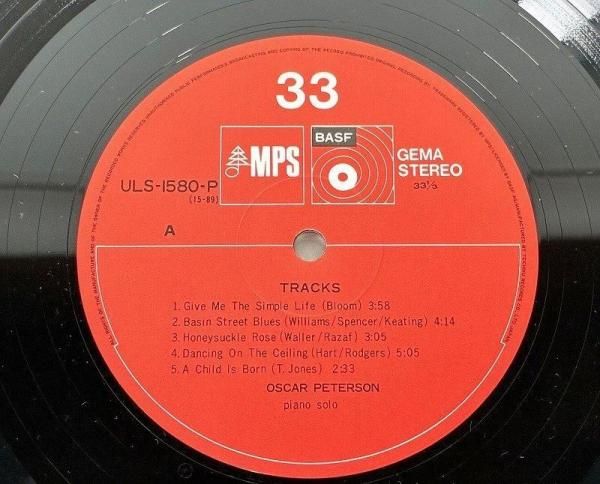 33
MPS
BASF
GEMA
STEREO
33⅓
ULS-1580-P
(15-89)
A
TRACKS
1. Give Me The Simple Life (Bloom) 3:58
2. Basin Street Blues (Williams/Spencer/Keating) 4:14
3. Honeysuckle Rose (Waller/Razaf) 3:05
4. Dancing On The Ceiling (Hart/Rodgers) 5:05
5. A Child Is Born (T. Jones) 2:33
OSCAR PETERSON
piano solo